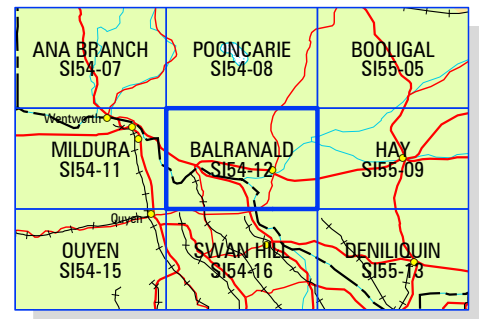 ANA BRANCH
SI54-07
POONCARIE
SI54-08
BOOLIGAL
SI55-05
Wentworth
MILDURA
SI54-11
BALRANALD
SI54-12
HAY
SI55-09
Ouyen
OUYEN
SI54-15
SWAN HILL
SI54-16
DENILIQUIN
SI55-13